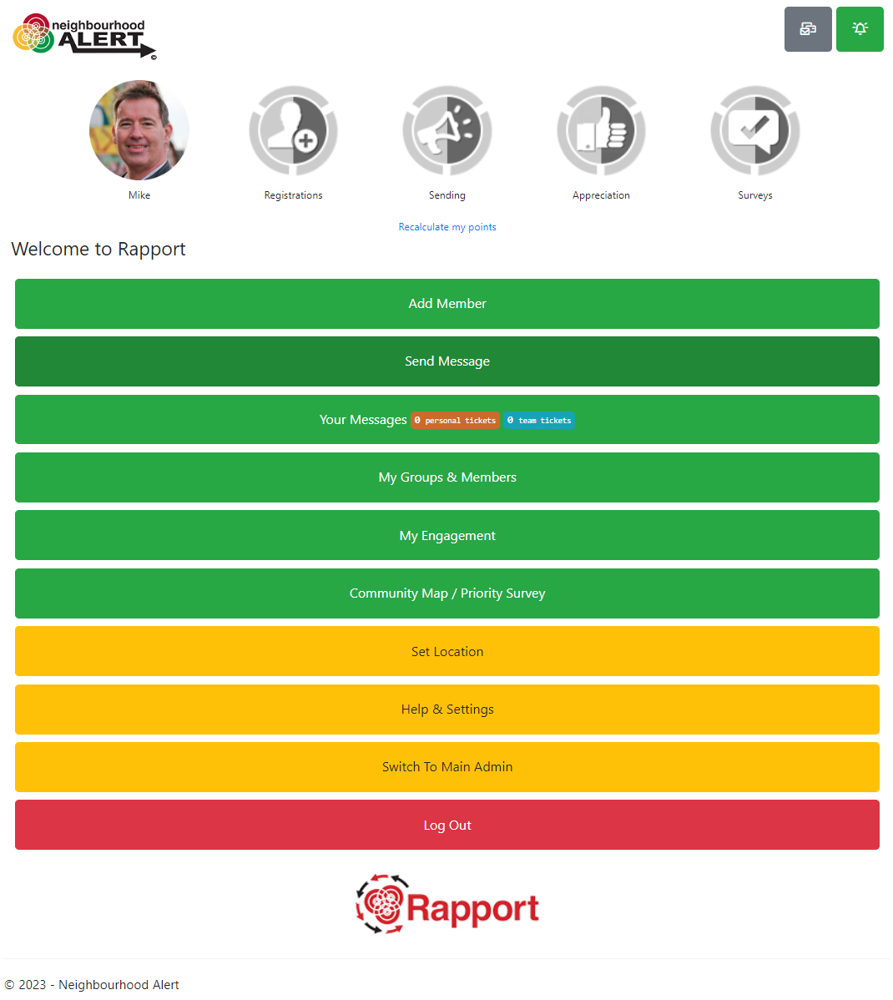 neighbourhood
ALERT
©
Mike
Registrations
Sending
Appreciation
Surveys
Recalculate my points
Welcome to Rapport
Add Member
Send Message
Your Messages 0 personal tickets 0 team tickets
My Groups & Members
My Engagement
Community Map / Priority Survey
Set Location
Help & Settings
Switch To Main Admin
Log Out
Rapport
© 2023 - Neighbourhood Alert